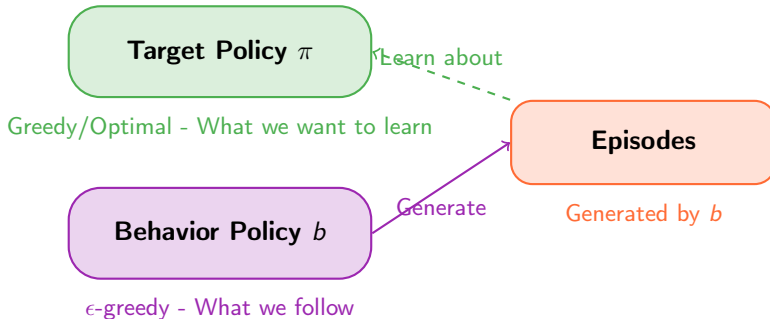 Target Policy π
Learn about
Greedy/Optimal - What we want to learn
Episodes
Generate
Generated by b
Behavior Policy b
ϵ-greedy - What we follow